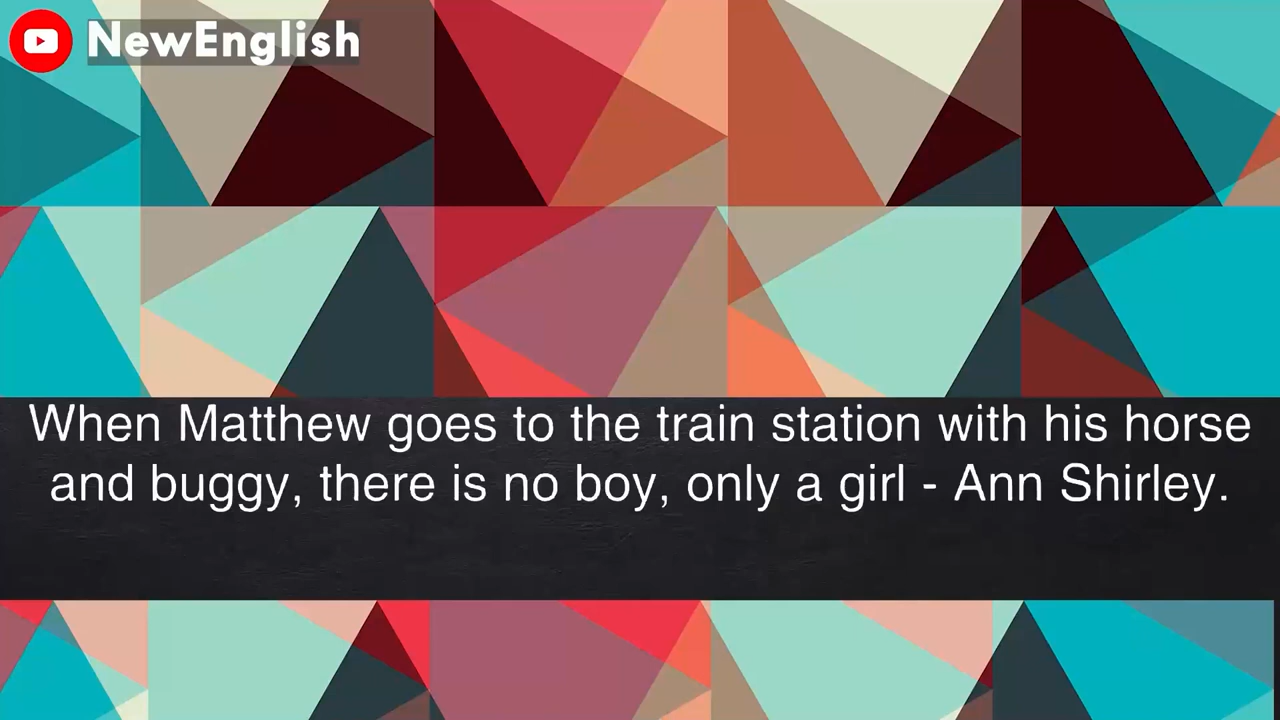 NewEnglish
When Matthew goes to the train station with his horse
and buggy, there is no boy, only a girl - Ann Shirley.